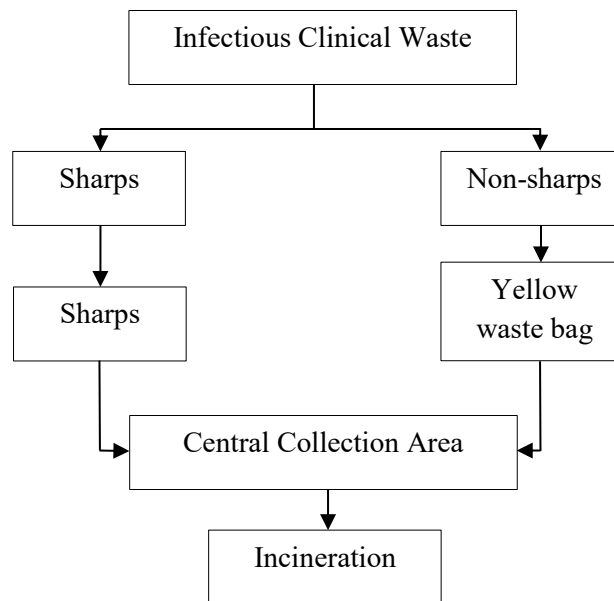 Infectious Clinical Waste
Sharps
Non-sharps
Sharps
Yellow
waste bag
Central Collection Area
Incineration